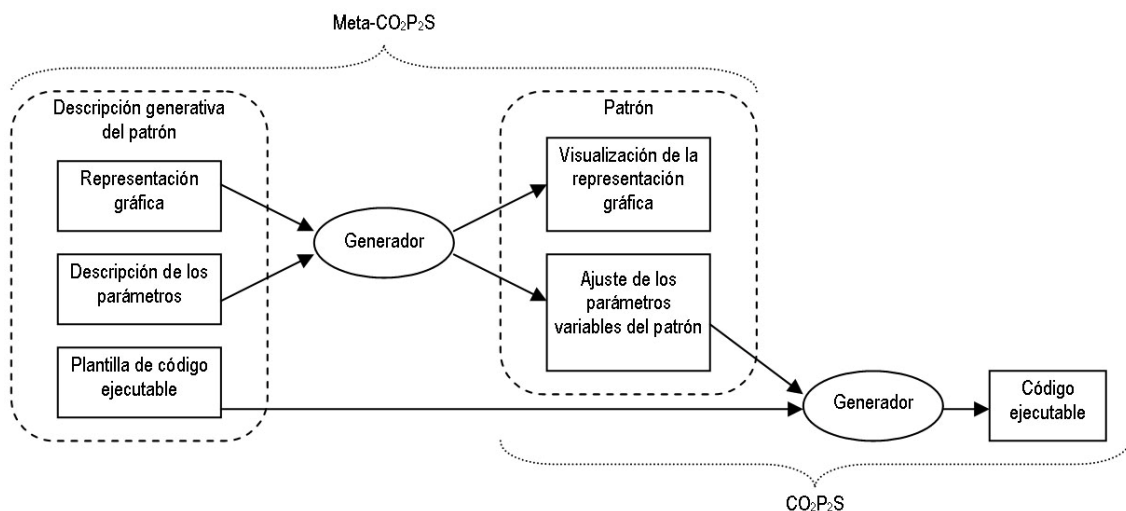 Meta-CO₂P₂S
Descripción generativa
del patrón
Representación
gráfica
Descripción de los
parámetros
Plantilla de código
ejecutable
Generador
Patrón
Visualización de la
representación
gráfica
Ajuste de los
parámetros
variables del patrón
Generador
Código
ejecutable
CO₂P₂S